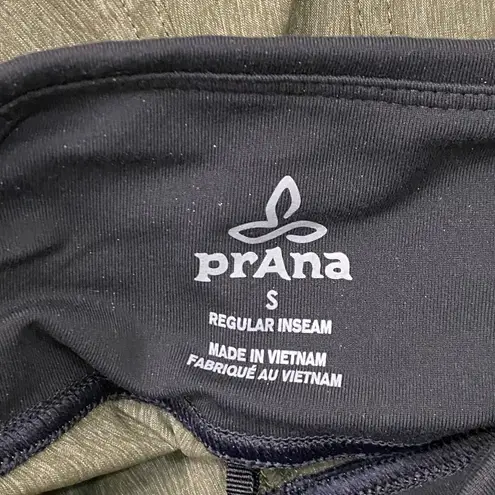 prAna
S
REGULAR INSEAM
MADE IN VIETNAM
FABRIQUÉ AU VIETNAM